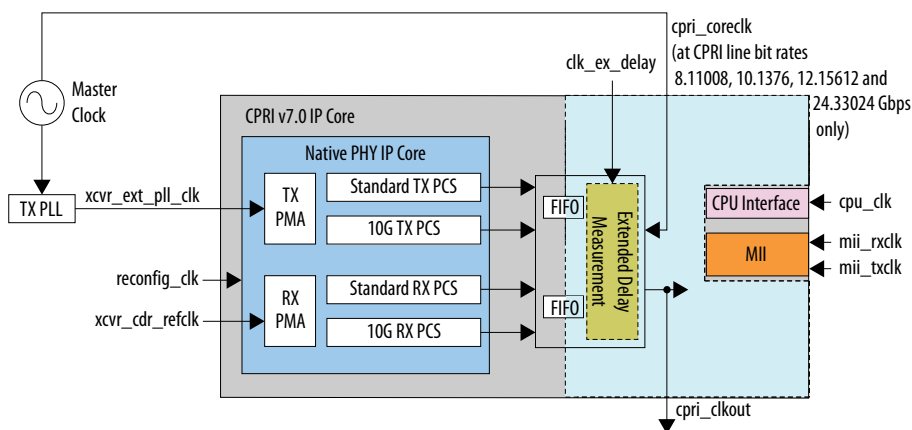 cpri_coreclk
(at CPRI line bit rates
8.11008, 10.1376, 12.15612 and
24.33024 Gbps
only)
clk_ex_delay
Master
Clock
CPRI v7.0 IP Core
Native PHY IP Core
TX PLL
xcvr_ext_pll_clk
TX
PMA
Standard TX PCS
10G TX PCS
FIFO
Extended Delay
Measurement
CPU Interface
cpu_clk
MII
mii_rxclk
mii_txclk
reconfig_clk
xcvr_cdr_refclk
RX
PMA
Standard RX PCS
10G RX PCS
FIFO
cpri_clkout